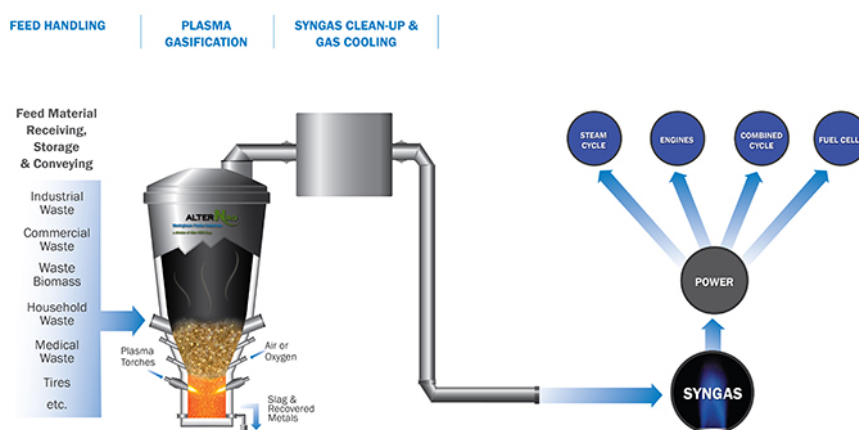 FEED HANDLING
PLASMA
GASIFICATION
SYNGAS CLEAN-UP &
GAS COOLING
Feed Material
Receiving,
Storage
& Conveying
Industrial
Waste
Commercial
Waste
Waste
Biomass
Household
Waste
Medical
Waste
Tires
etc.
ALTER
Plasma
Torches
Air or
Oxygen
Slag &
Recovered
Metals
STEAM
CYCLE
ENGINES
COMBINED
CYCLE
FUEL CELL
POWER
SYNGAS